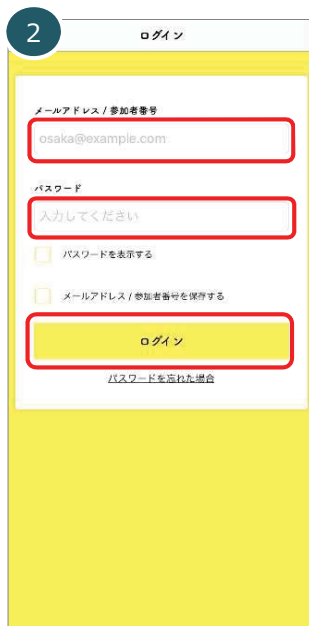 2
ログイン
メールアドレス / 参加者番号
osaka@example.com
パスワード
入力してください
パスワードを表示する
メールアドレス / 参加者番号を保存する
ログイン
パスワードを忘れた場合